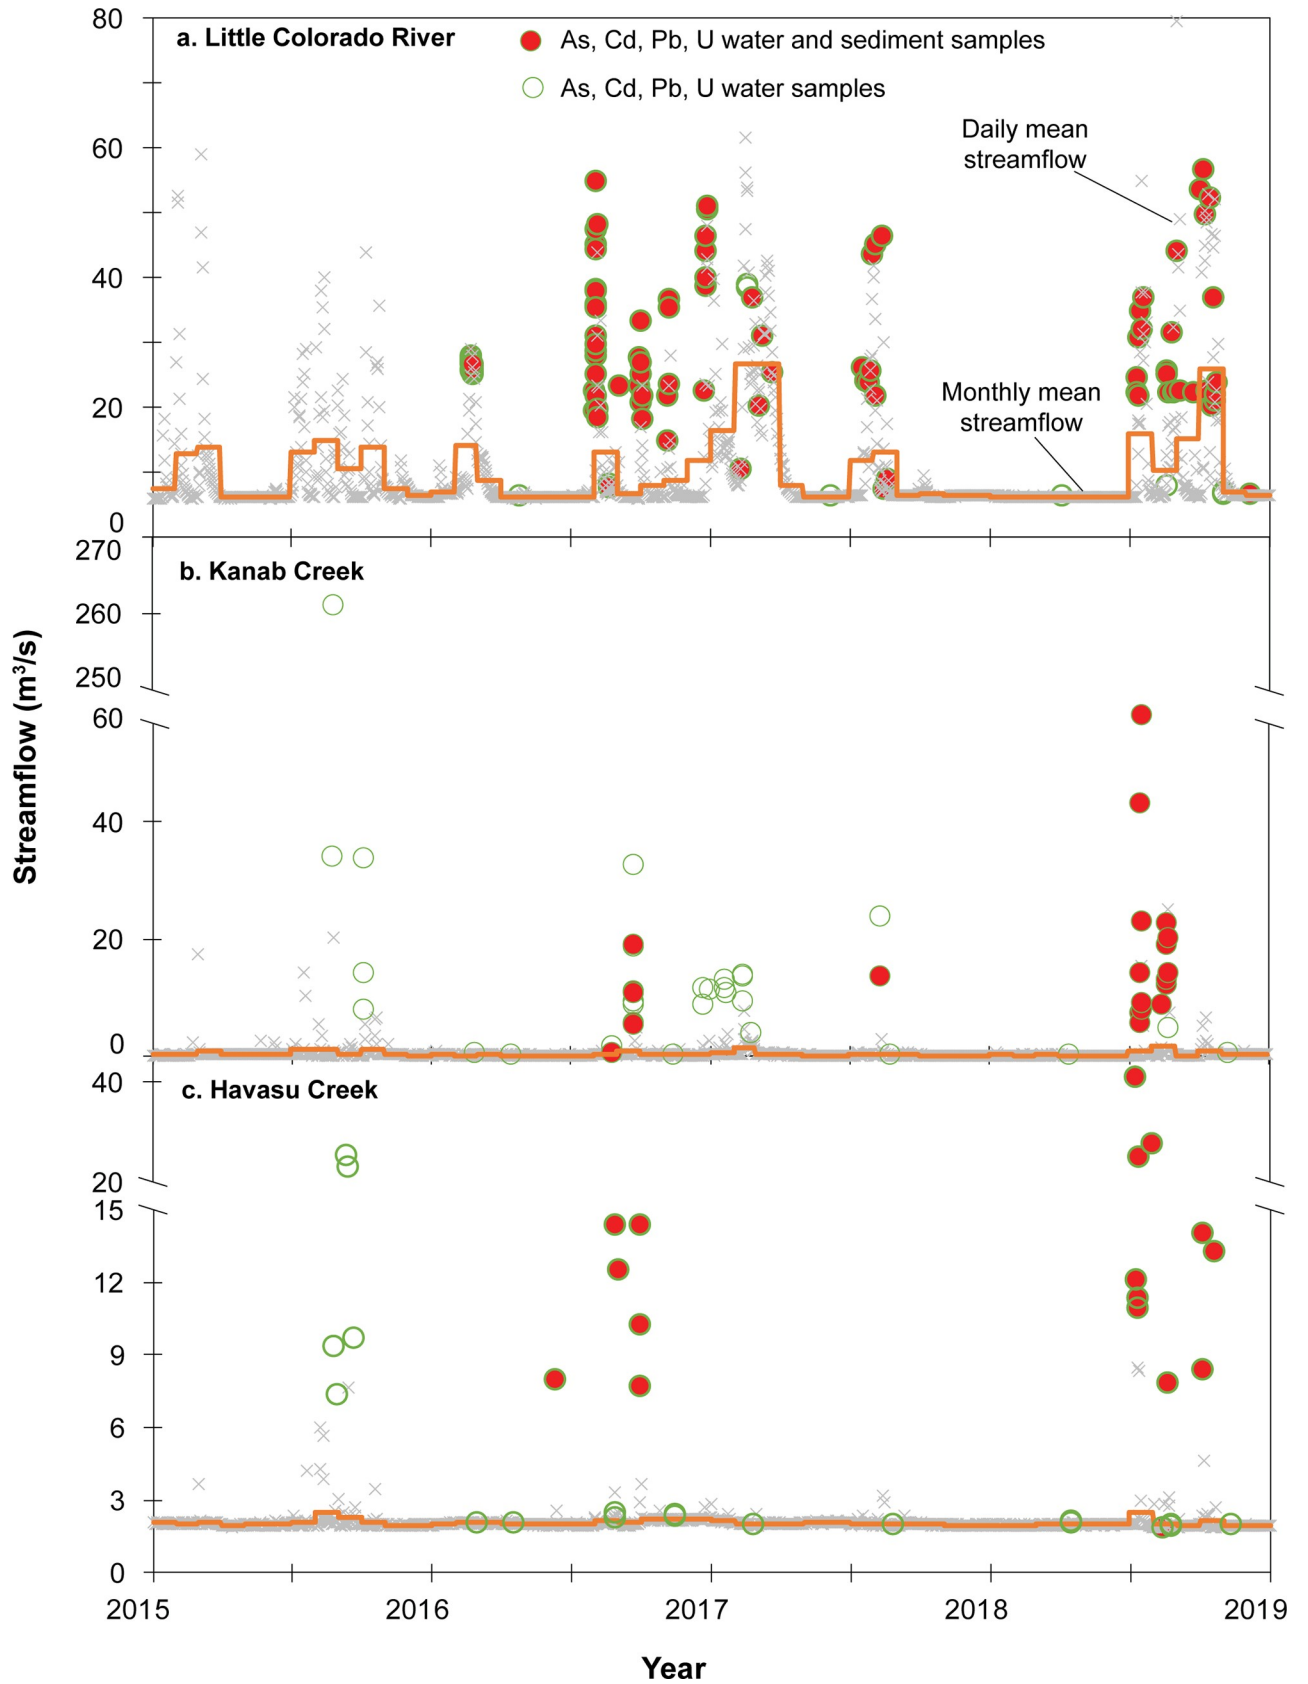 80
a. Little Colorado River
As, Cd, Pb, U water and sediment samples
As, Cd, Pb, U water samples
Daily mean
streamflow
60
40
Monthly mean
streamflow
20
0
270
b. Kanab Creek
260
250
60
Streamflow (m³/s)
40
20
0
40
c. Havasu Creek
20
15
12
9
6
3
0
2015
2016
2017
2018
2019
Year